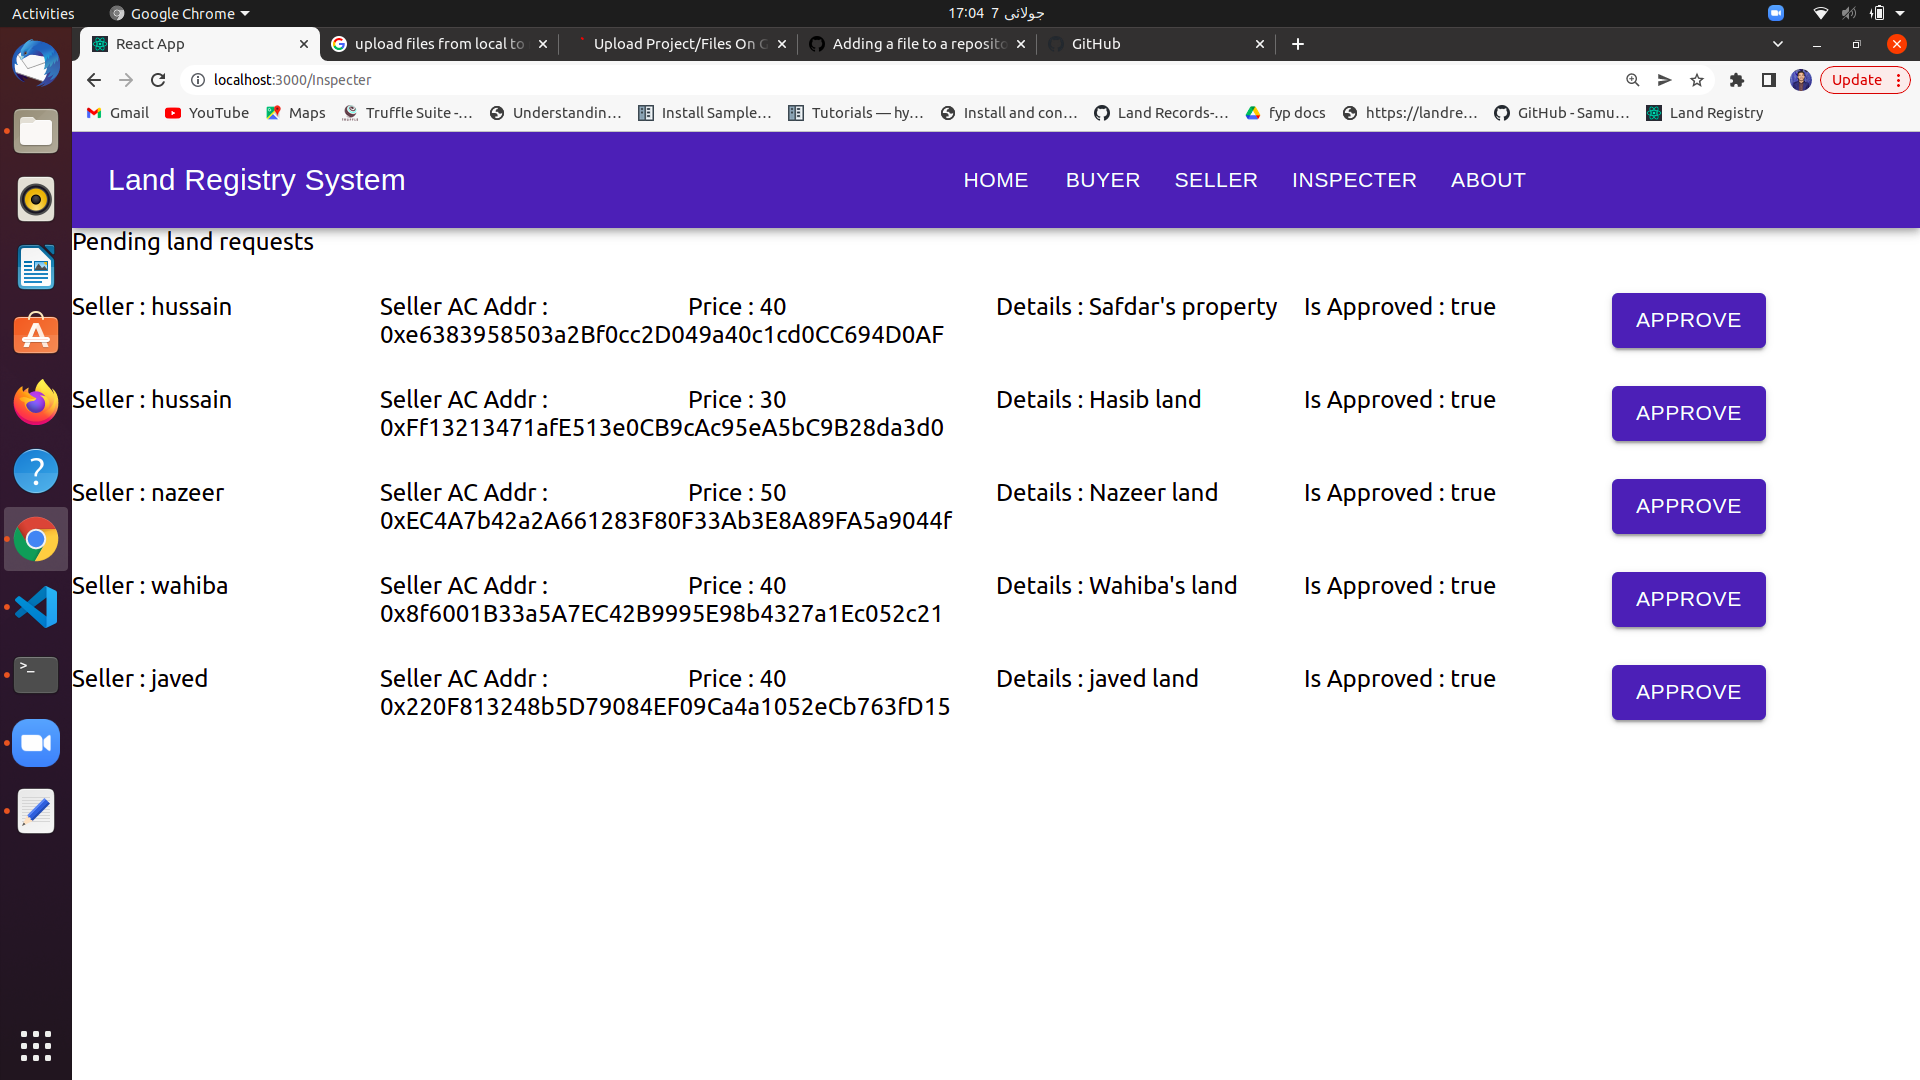 Activities
Google Chrome
17:04 7 جولائی
React App
upload files from local to
Upload Project/Files On G
Adding a file to a reposito
GitHub
localhost:3000/Inspecter
Update
Gmail
YouTube
Maps
Truffle Suite -...
Understandin...
Install Sample...
Tutorials — hy...
Install and con...
Land Records-...
fyp docs
https://landre...
GitHub - Samu...
Land Registry
Land Registry System
HOME
BUYER
SELLER
INSPECTER
ABOUT
Pending land requests
Seller : hussain
Seller AC Addr :
0xe6383958503a2Bf0cc2D049a40c1cd0CC694D0AF
Price : 40
Details : Safdar's property
Is Approved : true
APPROVE
Seller : hussain
Seller AC Addr :
0xFf13213471afE513e0CB9cAc95eA5bC9B28da3d0
Price : 30
Details : Hasib land
Is Approved : true
APPROVE
Seller : nazeer
Seller AC Addr :
0xEC4A7b42a2A661283F80F33Ab3E8A89FA5a9044f
Price : 50
Details : Nazeer land
Is Approved : true
APPROVE
Seller : wahiba
Seller AC Addr :
0x8f6001B33a5A7EC42B9995E98b4327a1Ec052c21
Price : 40
Details : Wahiba's land
Is Approved : true
APPROVE
Seller : javed
Seller AC Addr :
0x220F813248b5D79084EF09Ca4a1052eCb763fD15
Price : 40
Details : javed land
Is Approved : true
APPROVE